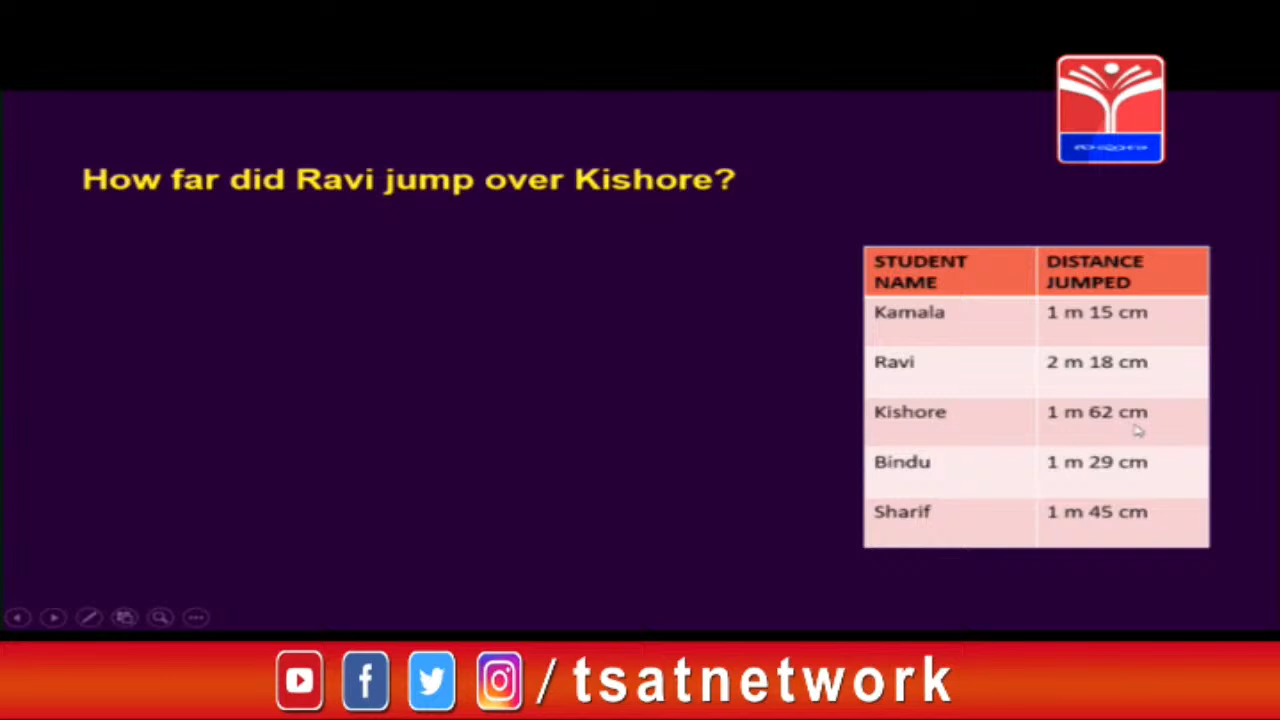 How far did Ravi jump over Kishore?
STUDENT NAME DISTANCE JUMPED
Kamala 1 m 15 cm
Ravi 2 m 18 cm
Kishore 1 m 62 cm
Bindu 1 m 29 cm
Sharif 1 m 45 cm
/ tsatnetwork